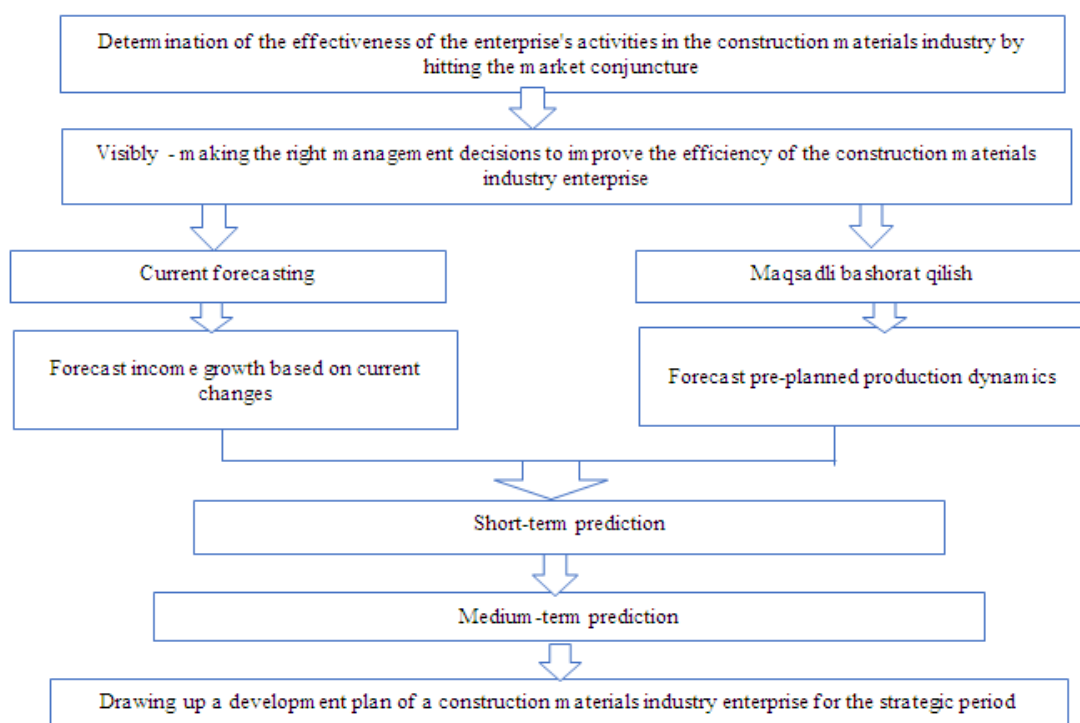 Determination of the effectiveness of the enterprise's activities in the construction materials industry by
hitting the market conjuncture
Visibly - making the right management decisions to improve the efficiency of the construction materials
industry enterprise
Current forecasting
Maqsadli bashorat qilish
Forecast income growth based on current
changes
Forecast pre-planned production dynamics
Short-term prediction
Medium-term prediction
Drawing up a development plan of a construction materials industry enterprise for the strategic period